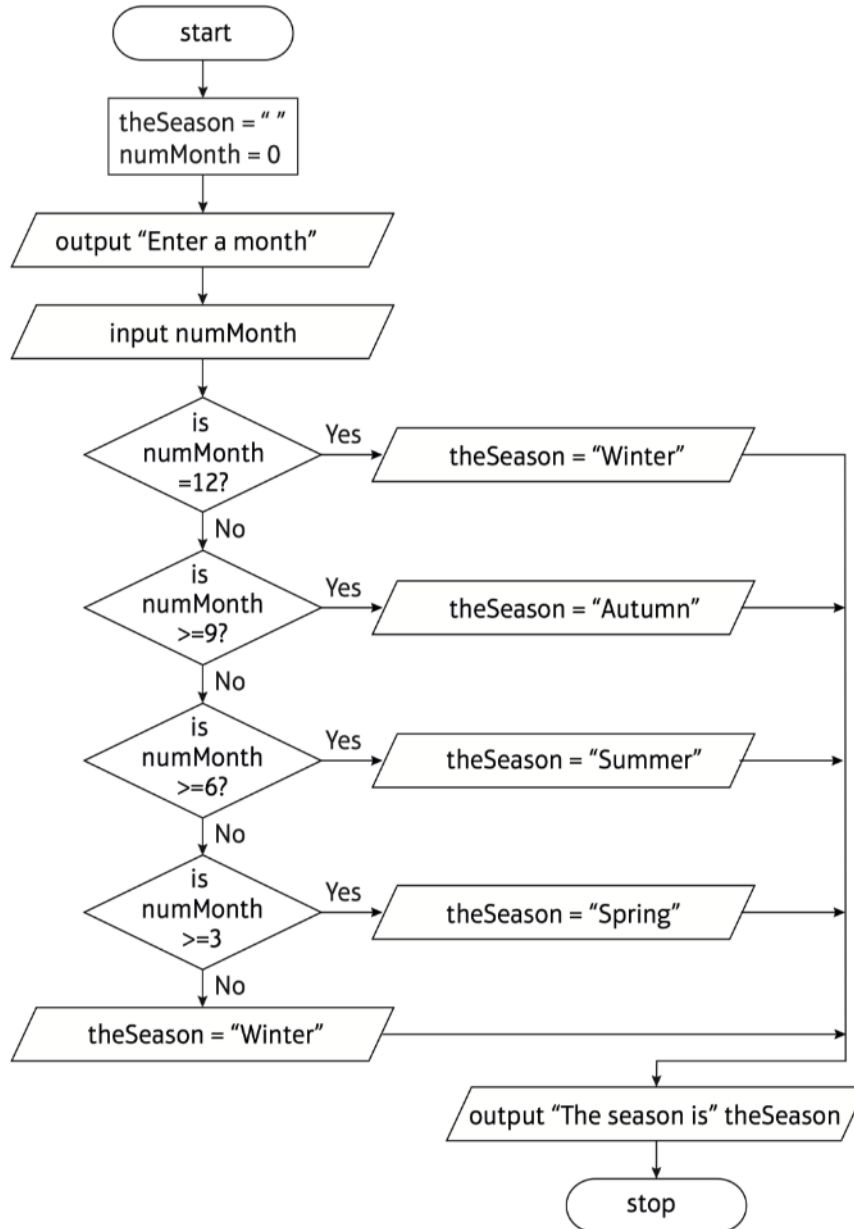 start
theSeason = “ ”
numMonth = 0
output “Enter a month”
input numMonth
is
numMonth
=12?
Yes
theSeason = “Winter”
No
is
numMonth
>=9?
Yes
theSeason = “Autumn”
No
is
numMonth
>=6?
Yes
theSeason = “Summer”
No
is
numMonth
>=3
Yes
theSeason = “Spring”
No
theSeason = “Winter”
output “The season is” theSeason
stop